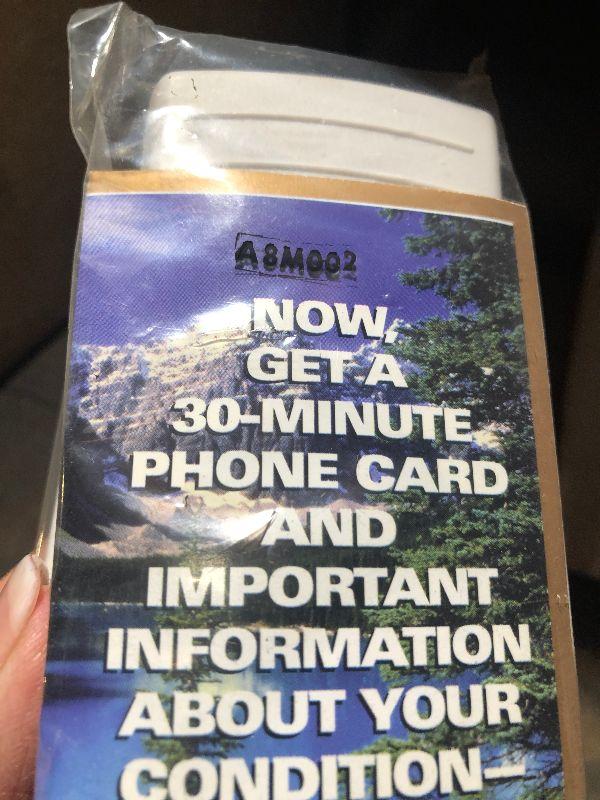 A8M002
NOW,
GET A
30-MINUTE
PHONE CARD
AND
IMPORTANT
INFORMATION
ABOUT YOUR
CONDITION–